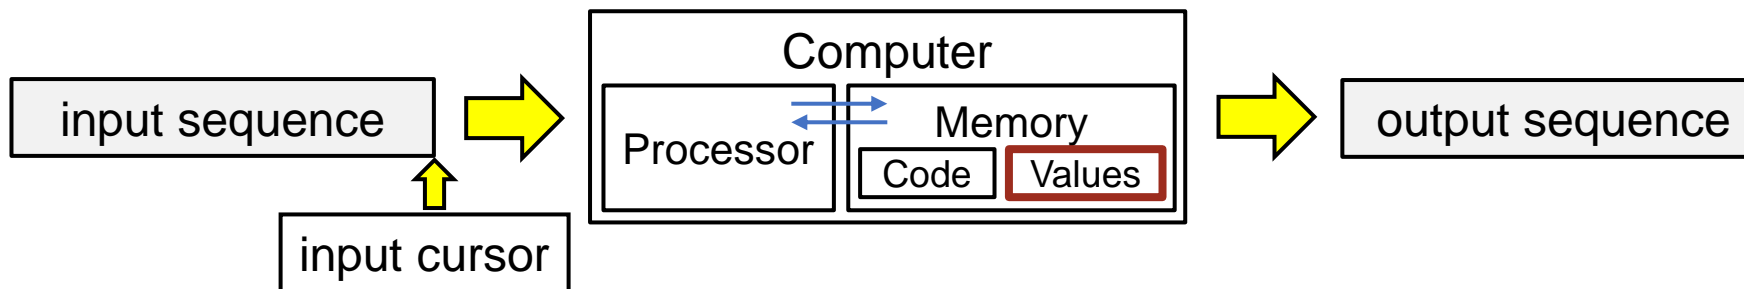 Computer
input sequence
Processor
Memory
Code
Values
output sequence
input cursor